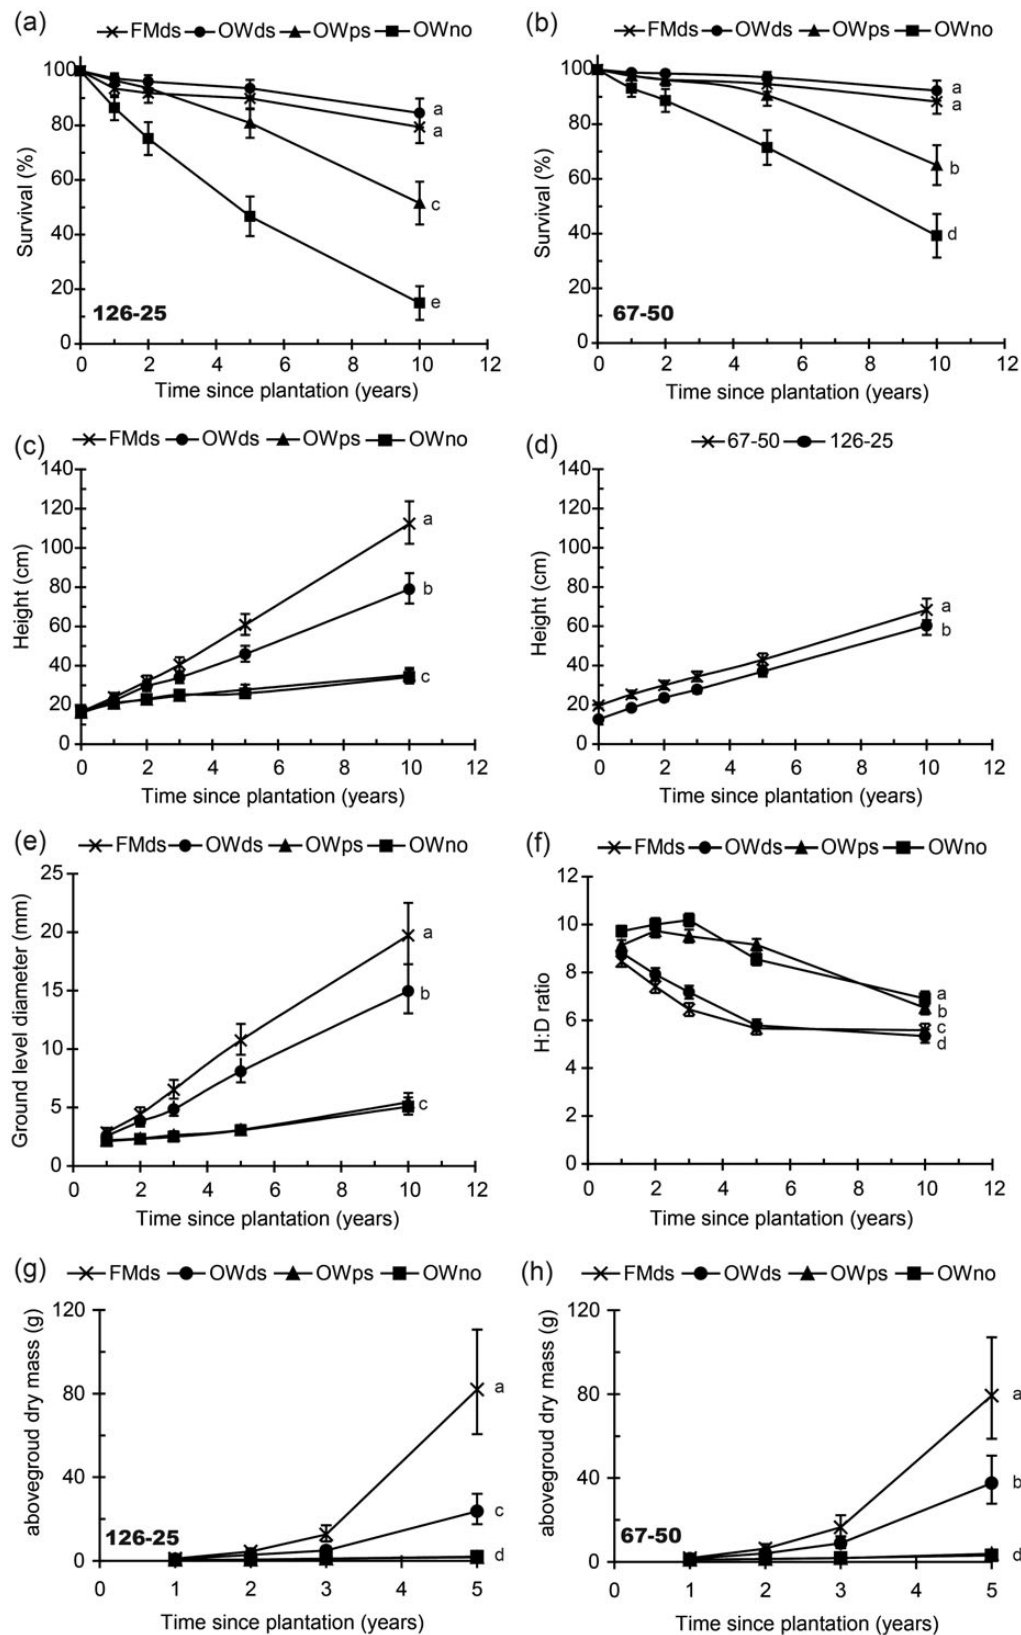 (a) FMds OWds OWps OWno
100
80
60
40
20
0
Survival (%)
a
a
c
e
126-25
0 2 4 6 8 10 12
Time since plantation (years)
(b) FMds OWds OWps OWno
100
80
60
40
20
0
Survival (%)
a
a
b
d
67-50
0 2 4 6 8 10 12
Time since plantation (years)
(c) FMds OWds OWps OWno
140
120
100
80
60
40
20
0
Height (cm)
a
b
c
0 2 4 6 8 10 12
Time since plantation (years)
(d) 67-50 126-25
140
120
100
80
60
40
20
0
Height (cm)
a
b
0 2 4 6 8 10 12
Time since plantation (years)
(e) FMds OWds OWps OWno
25
20
15
10
5
0
Ground level diameter (mm)
a
b
c
0 2 4 6 8 10 12
Time since plantation (years)
(f) FMds OWds OWps OWno
12
10
8
6
4
2
0
H:D ratio
a
b
c
d
0 2 4 6 8 10 12
Time since plantation (years)
(g) FMds OWds OWps OWno
120
80
40
0
abovegroud dry mass (g)
a
c
d
126-25
0 1 2 3 4 5
Time since plantation (years)
(h) FMds OWds OWps OWno
120
80
40
0
abovegroud dry mass (g)
a
b
d
67-50
0 1 2 3 4 5
Time since plantation (years)